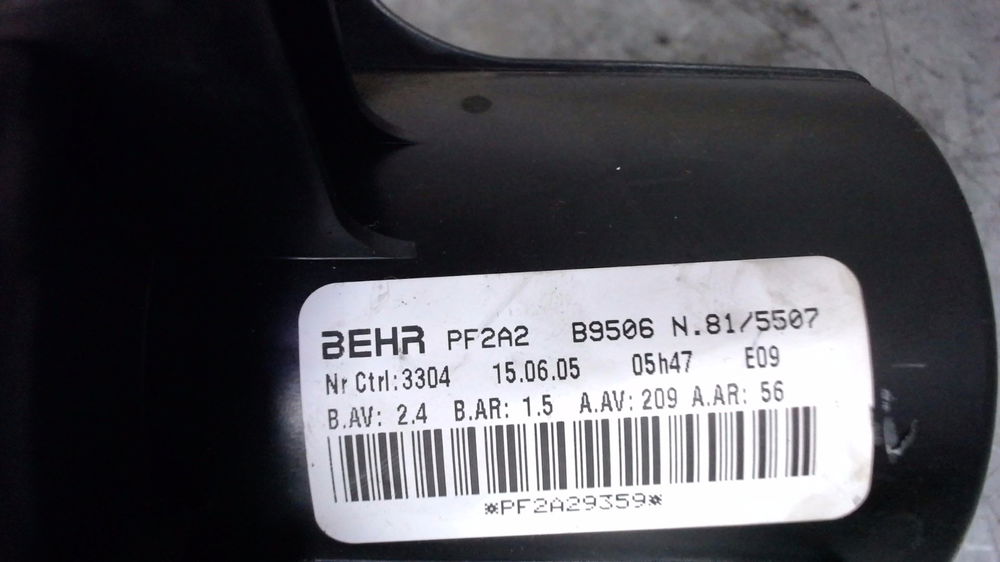 BEHR PF2A2 B9506 N.81/5507
Nr Ctrl:3304 15.06.05 05h47 E09
B.AV: 2.4 B.AR: 1.5 A.AV: 209 A.AR: 56
*PF2A29359*